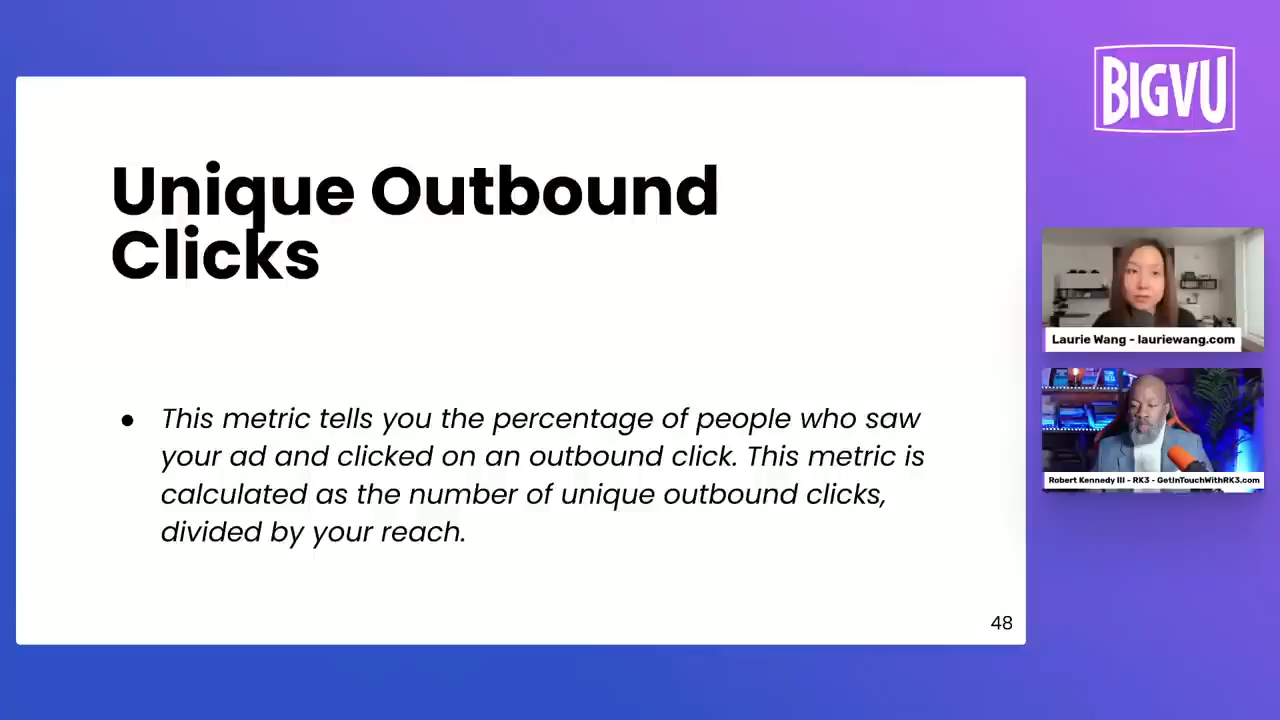 BIGVU
Unique Outbound
Clicks
● This metric tells you the percentage of people who saw
your ad and clicked on an outbound click. This metric is
calculated as the number of unique outbound clicks,
divided by your reach.
48
Laurie Wang - lauriewang.com
Robert Kennedy III - RK3 - GetInTouchWithRK3.com